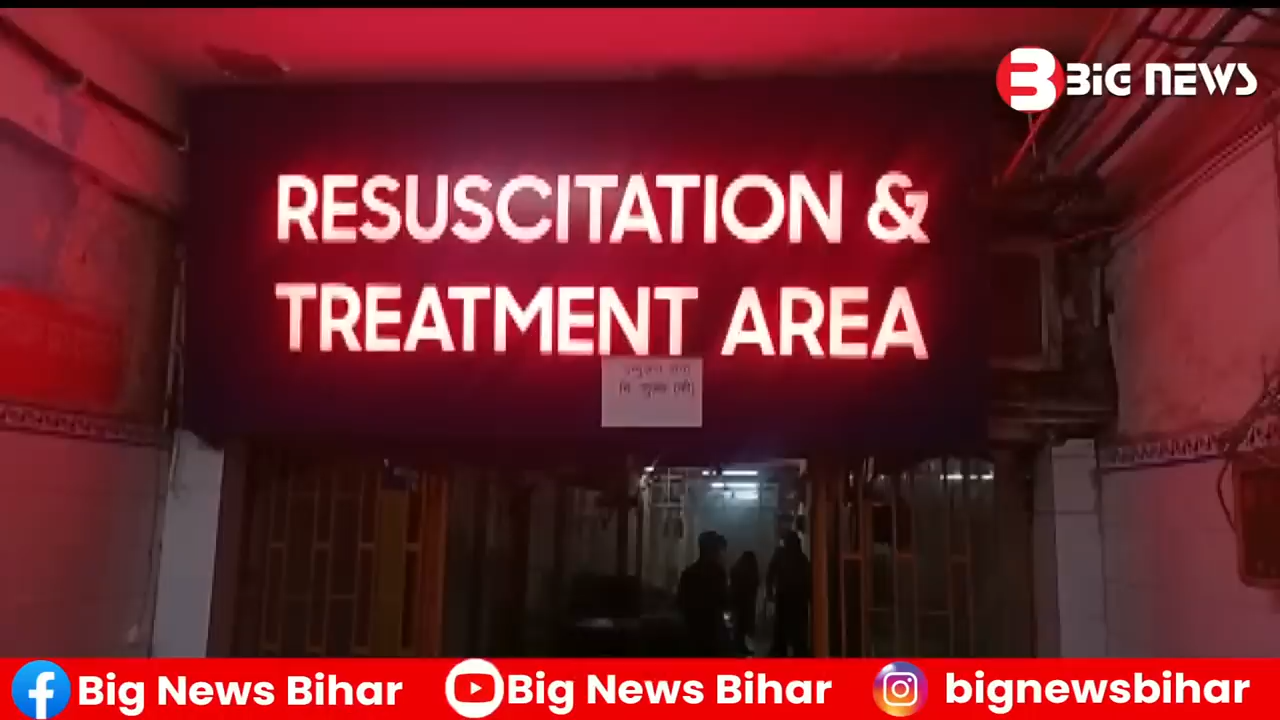 BIG NEWS
RESUSCITATION &
TREATMENT AREA
Big News Bihar
Big News Bihar
bignewsbihar